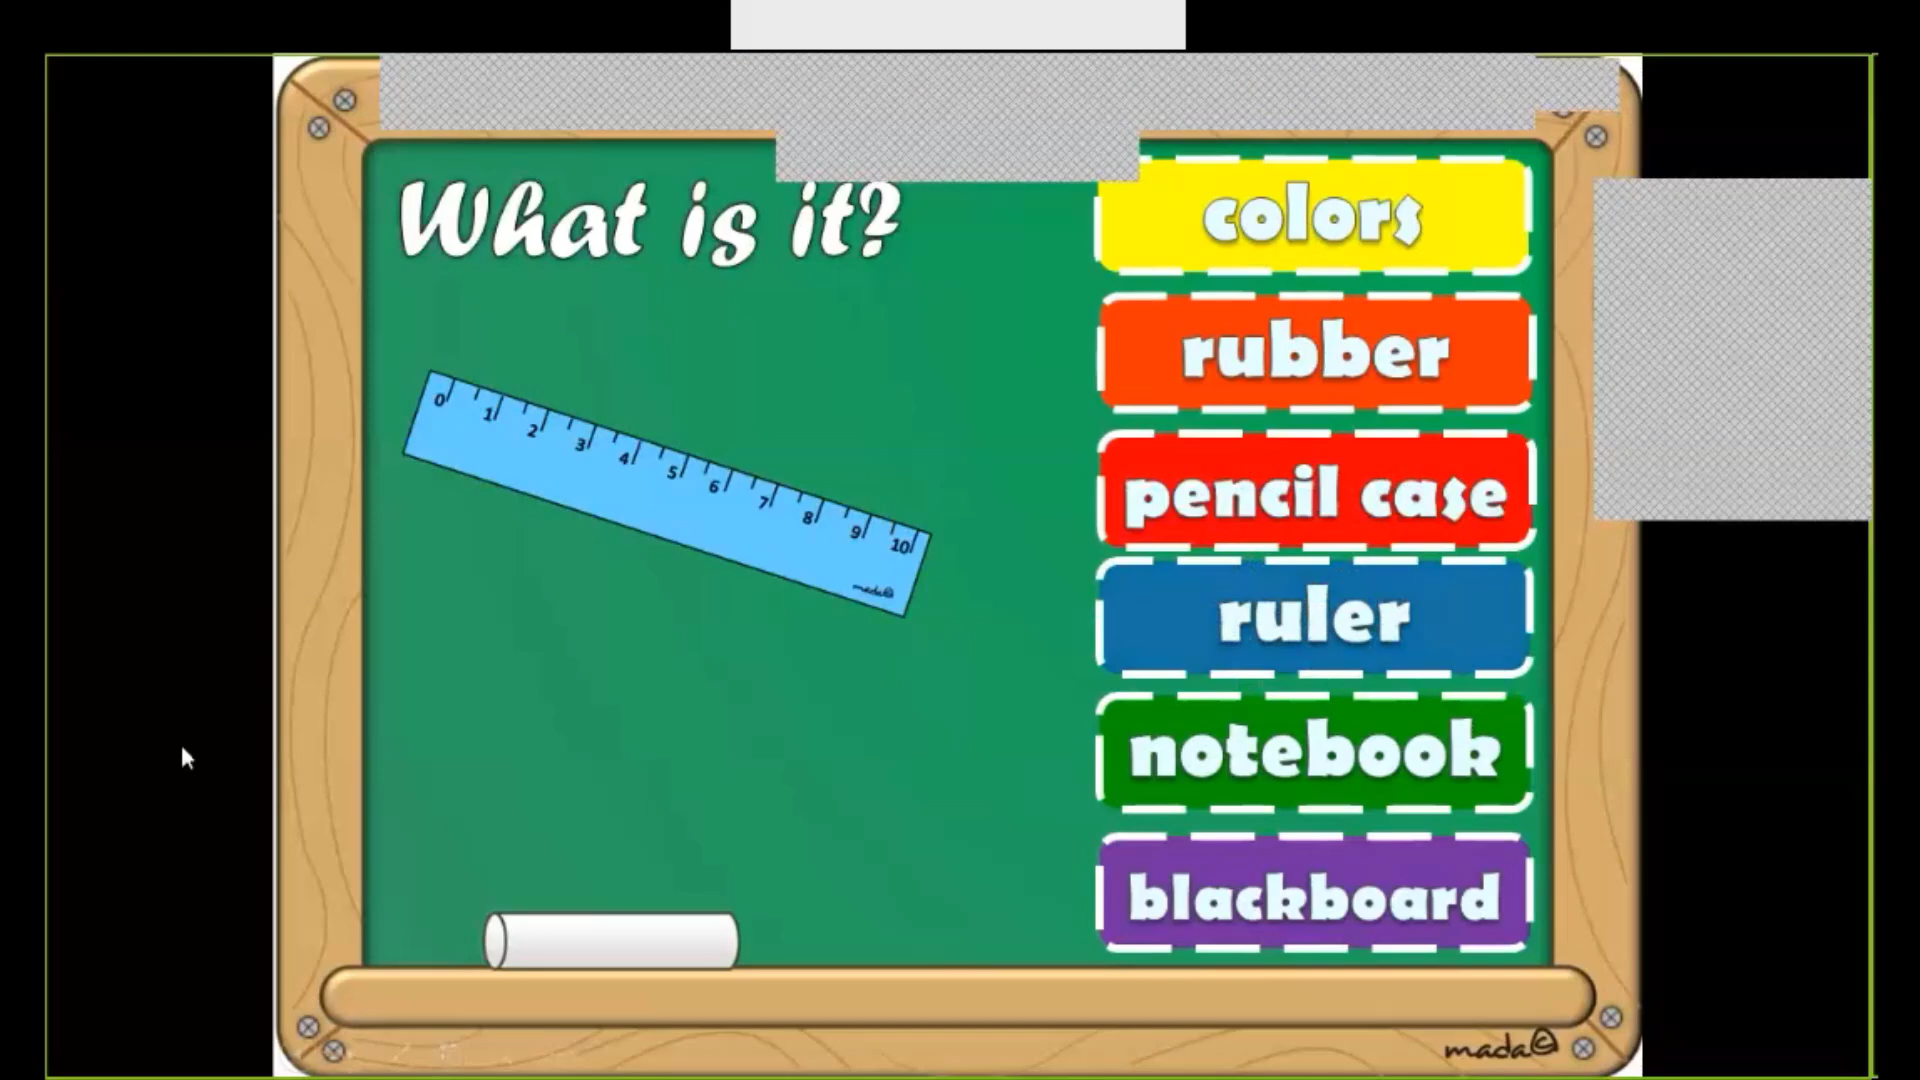 What is it?
colors
rubber
pencil case
ruler
notebook
blackboard
0 1 2 3 4 5 6 7 8 9 10
mada©
mada©